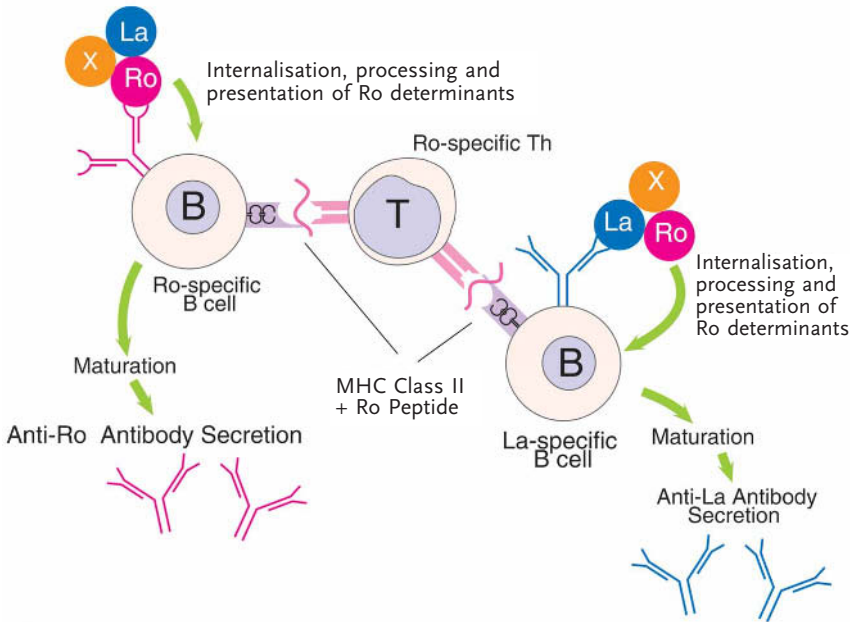 La
X
Ro
Internalisation, processing and
presentation of Ro determinants
Ro-specific Th
B
T
X
La
Ro
Internalisation,
processing and
presentation of
Ro determinants
Ro-specific
B cell
B
Maturation
MHC Class II
+ Ro Peptide
Anti-Ro Antibody Secretion
La-specific
B cell
Maturation
Anti-La Antibody
Secretion